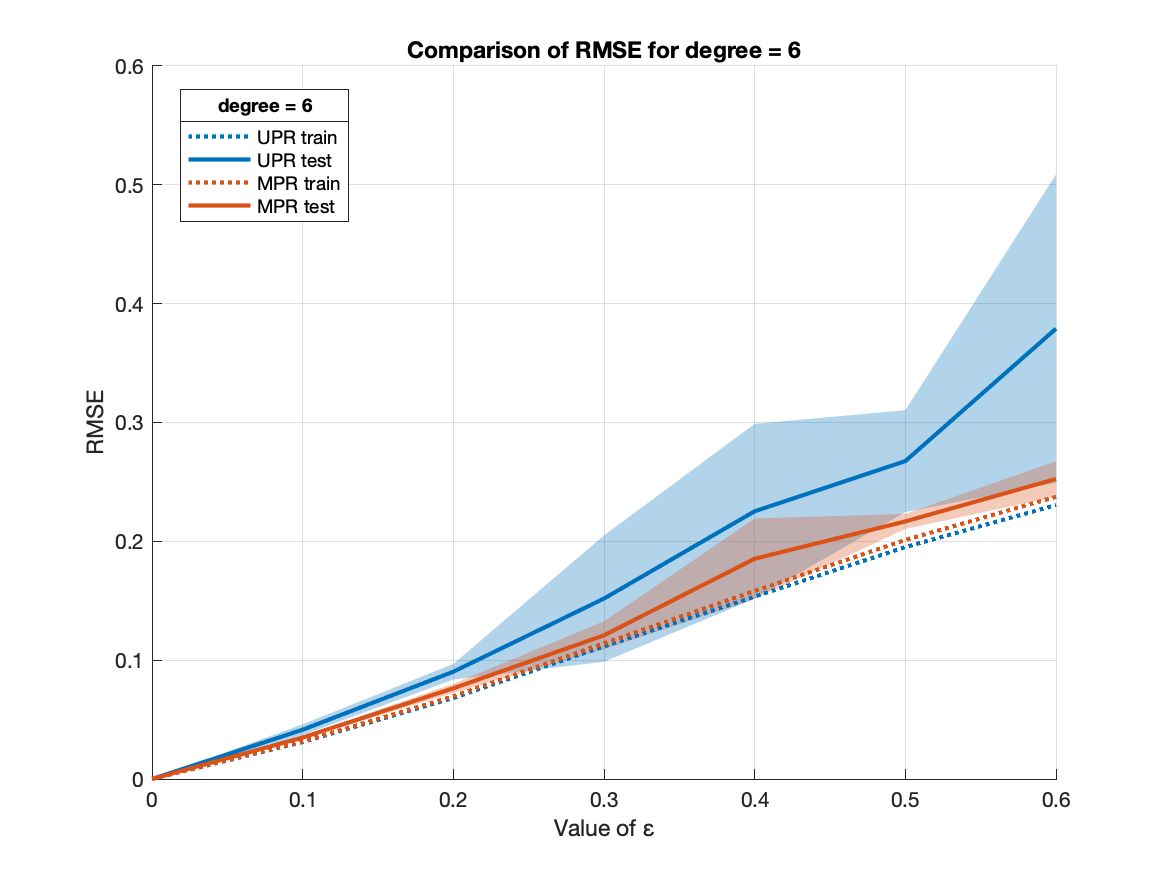 Comparison of RMSE for degree = 6
0.6
0.5
0.4
0.3
0.2
0.1
0
RMSE
degree = 6
UPR train
UPR test
MPR train
MPR test
0 0.1 0.2 0.3 0.4 0.5 0.6
Value of ε